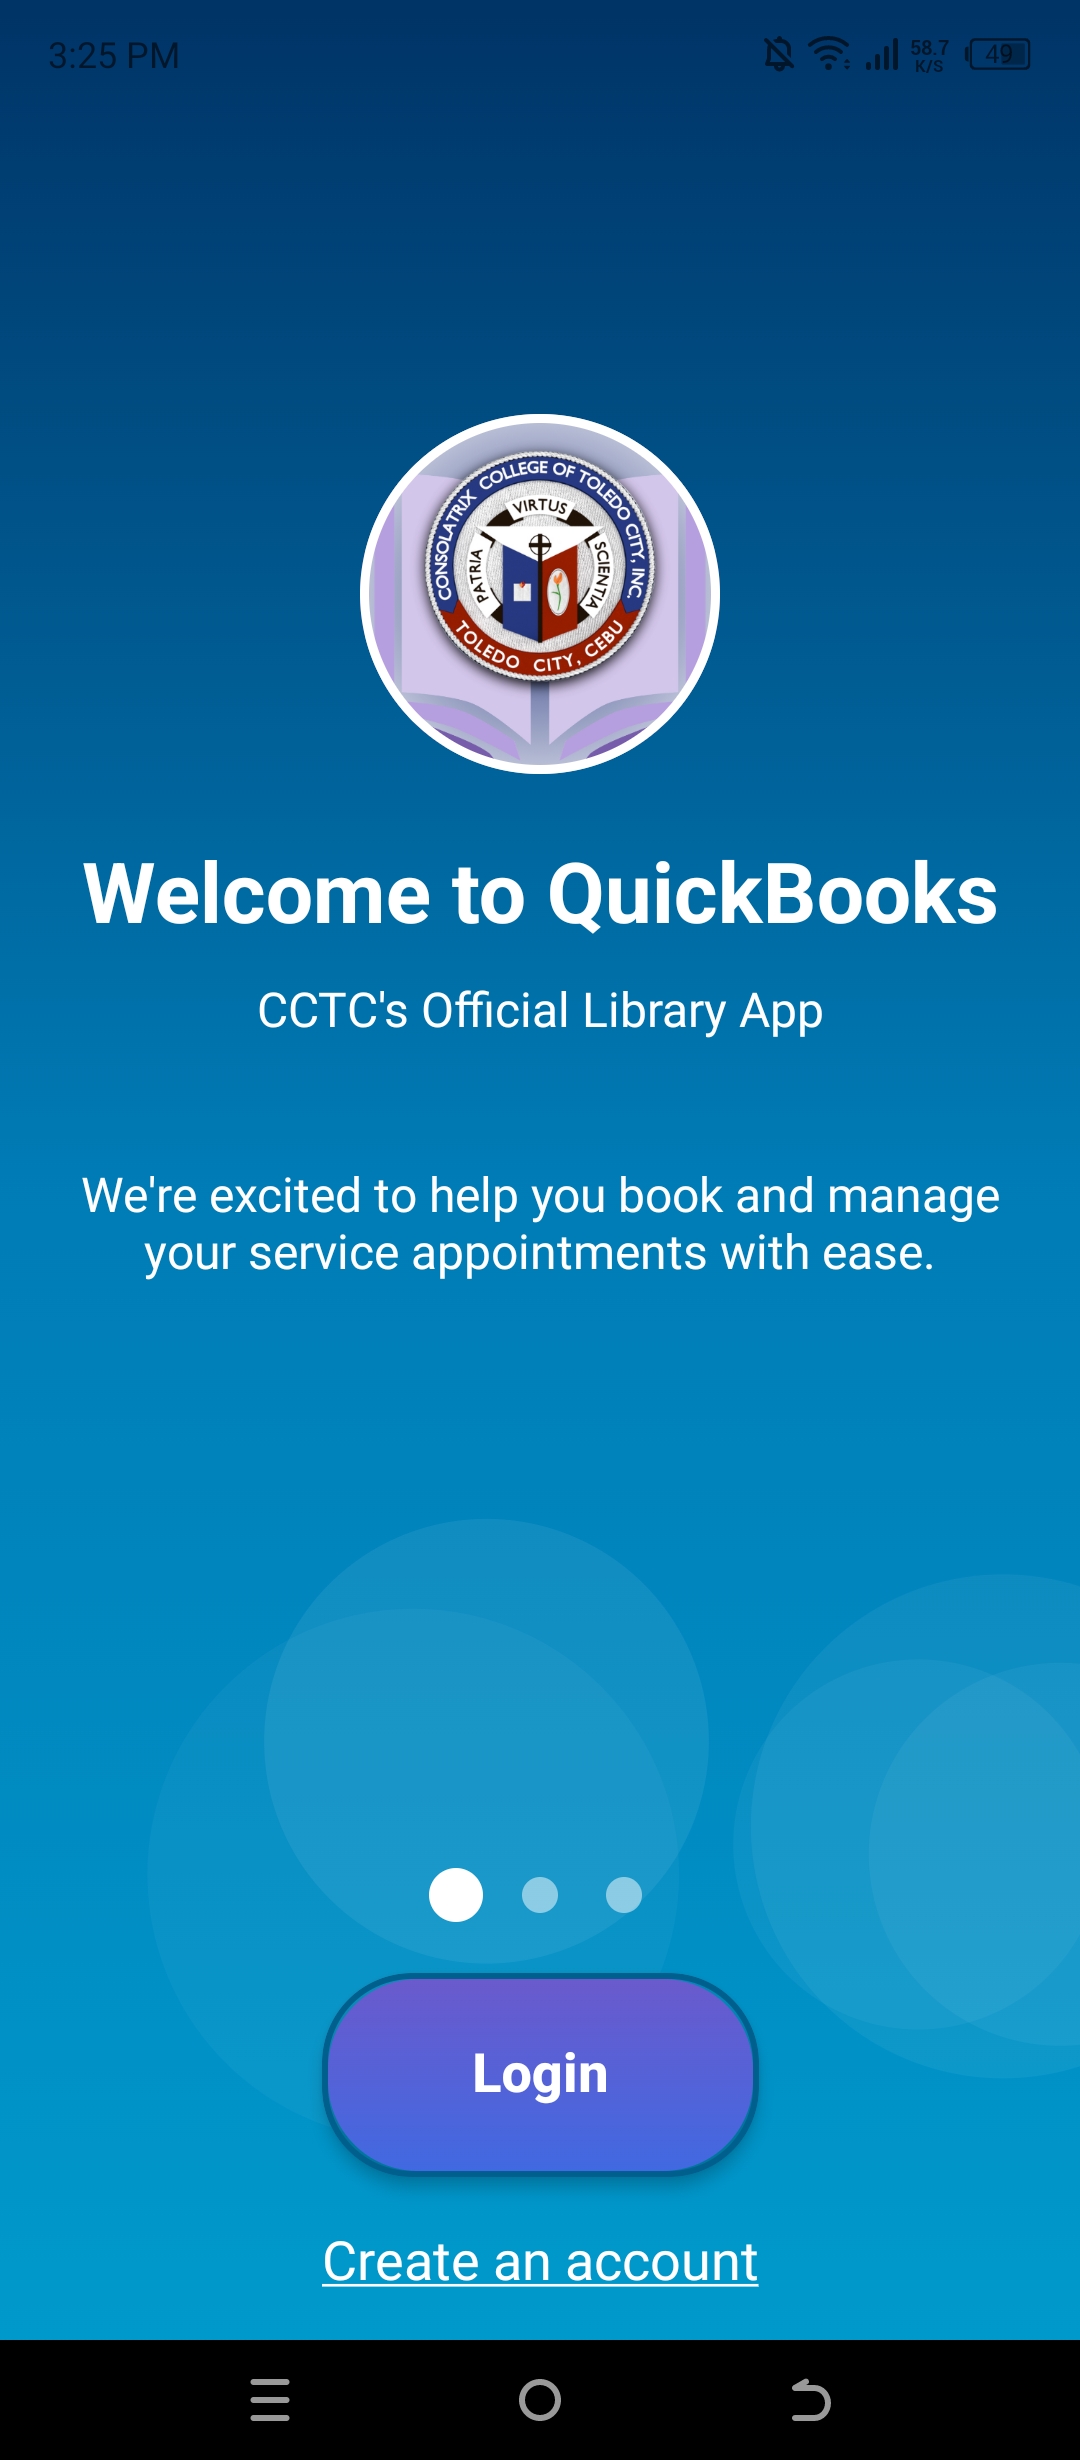 3:25 PM
58.7
K/S
49
CONSOLATRIX COLLEGE OF TOLEDO CITY, INC.
VIRTUS
PATRIA
SCIENTIA
TOLEDO CITY, CEBU
Welcome to QuickBooks
CCTC's Official Library App
We're excited to help you book and manage
your service appointments with ease.
Login
Create an account